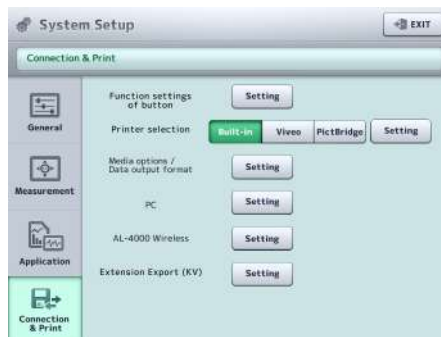 System Setup
EXIT
Connection & Print
General
Measurement
Application
Connection
& Print
Function settings
of button
Setting
Printer selection
Built-in
Viveo
PictBridge
Setting
Media options /
Data output format
Setting
PC
Setting
AL-4000 Wireless
Setting
Extension Export (KV)
Setting